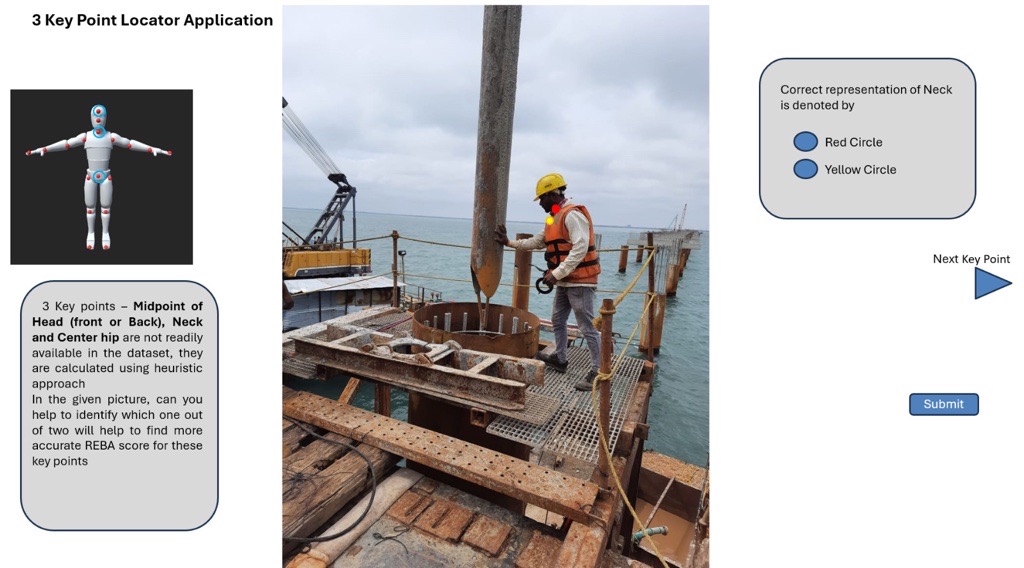 3 Key Point Locator Application
Correct representation of Neck
is denoted by
Red Circle
Yellow Circle
Next Key Point
3 Key points – Midpoint of
Head (front or Back), Neck
and Center hip are not readily
available in the dataset, they
are calculated using heuristic
approach
In the given picture, can you
help to identify which one out
of two will help to find more
accurate REBA score for these
key points
Submit